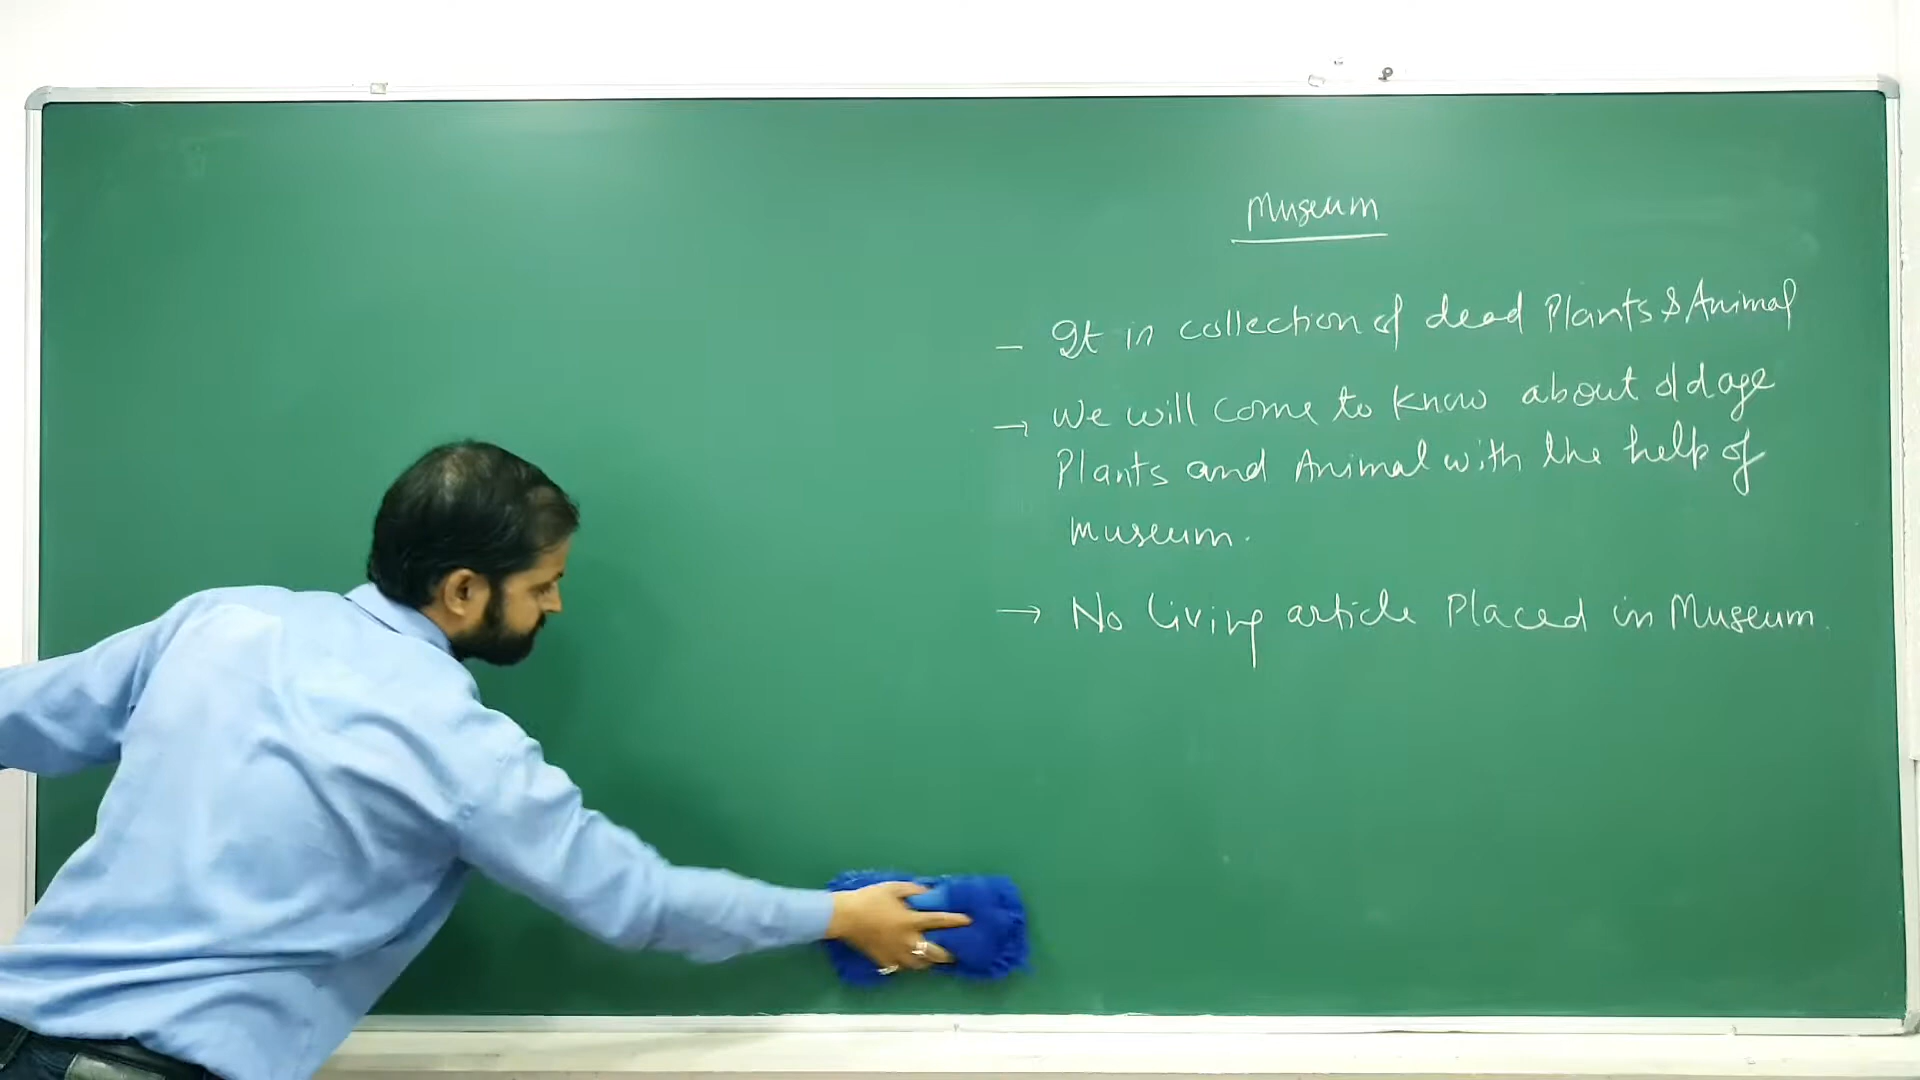 Museum
- It is collection of dead Plants & Animal
→ We will come to know about old age
Plants and Animal with the help of
museum.
→ No living article Placed in Museum.